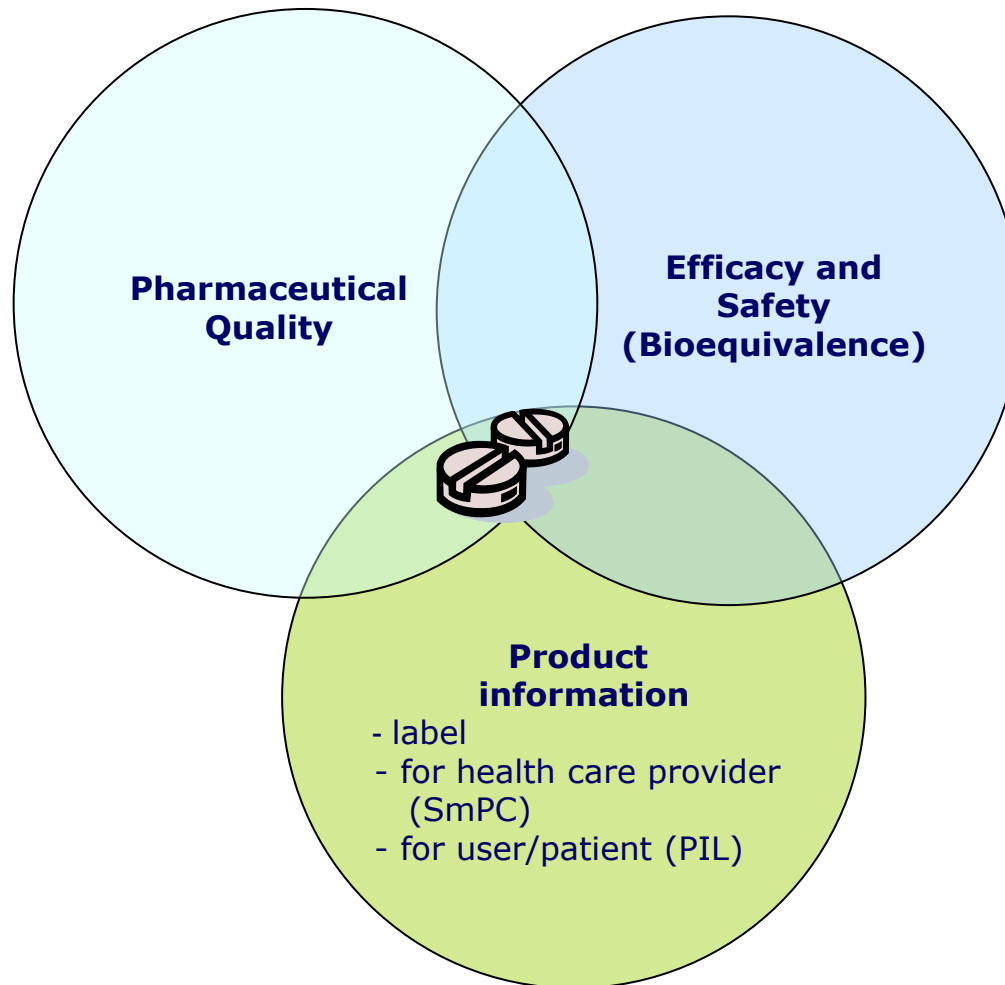 Pharmaceutical
Quality
Efficacy and
Safety
(Bioequivalence)
Product
information
- label
- for health care provider
(SmPC)
- for user/patient (PIL)